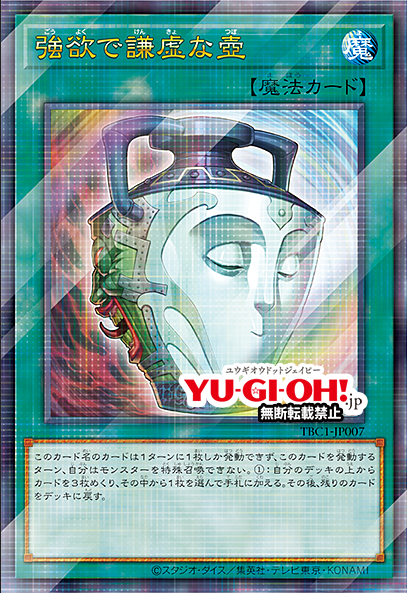 強欲で謙虚な壺
魔
【魔法カード】
ユウギオウドットジェイピー
YU-GI-OH!.jp
無断転載禁止
TBC1-JP007
このカード名のカードは1ターンに1枚しか発動できず、このカードを発動する
ターン、自分はモンスターを特殊召喚できない。①:自分のデッキの上から
カードを3枚めくり、その中から1枚を選んで手札に加える。その後、残りのカード
をデッキに戻す。
©スタジオ・ダイス/集英社・テレビ東京・KONAMI